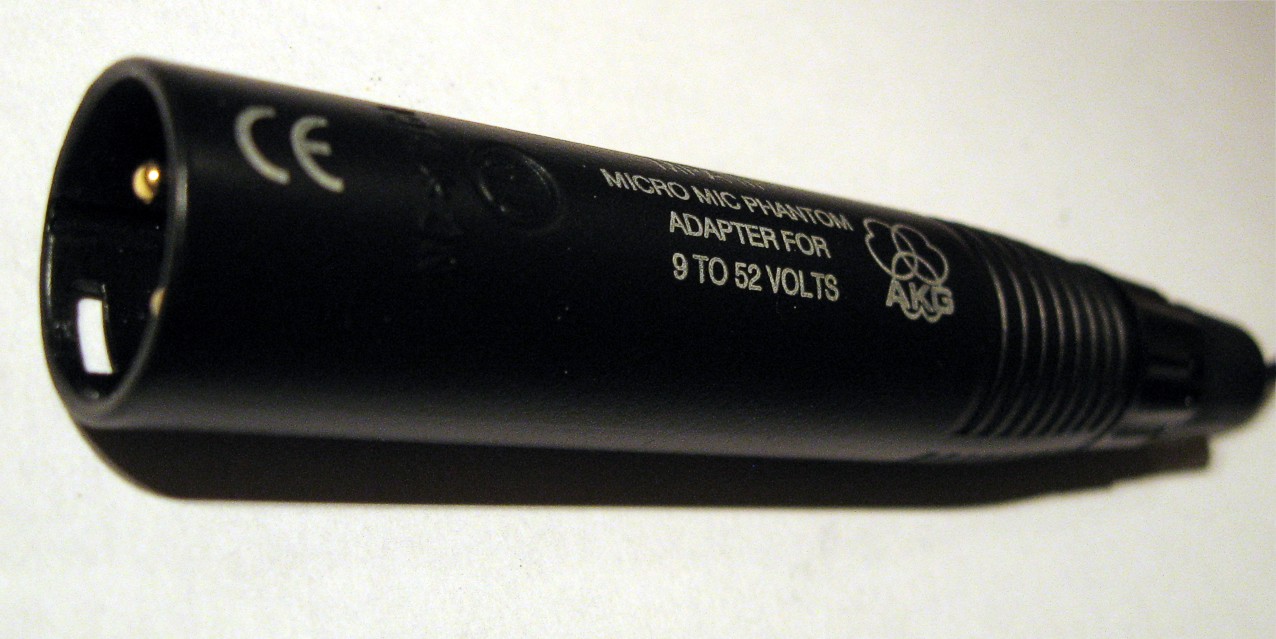 CE
MICRO MIC PHANTOM
ADAPTER FOR
9 TO 52 VOLTS
AKG